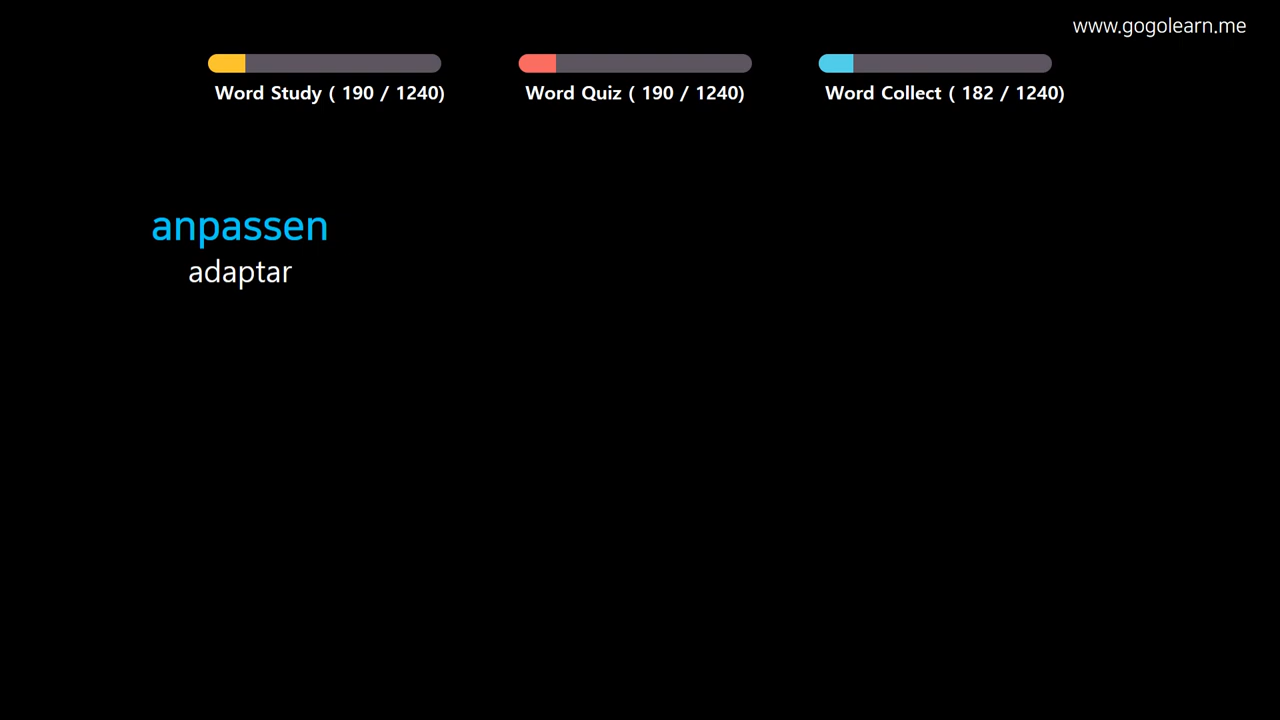 www.gogolearn.me
Word Study ( 190 / 1240)
Word Quiz ( 190 / 1240)
Word Collect ( 182 / 1240)
anpassen
adaptar